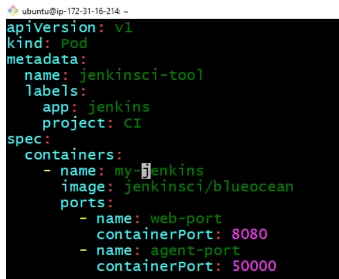 ubuntu@ip-172-31-16-214: ~
apiVersion: v1
kind: Pod
metadata:
  name: jenkinsci-tool
  labels:
    app: jenkins
    project: CI
spec:
  containers:
    - name: my-jenkins
      image: jenkinsci/blueocean
      ports:
        - name: web-port
          containerPort: 8080
        - name: agent-port
          containerPort: 50000